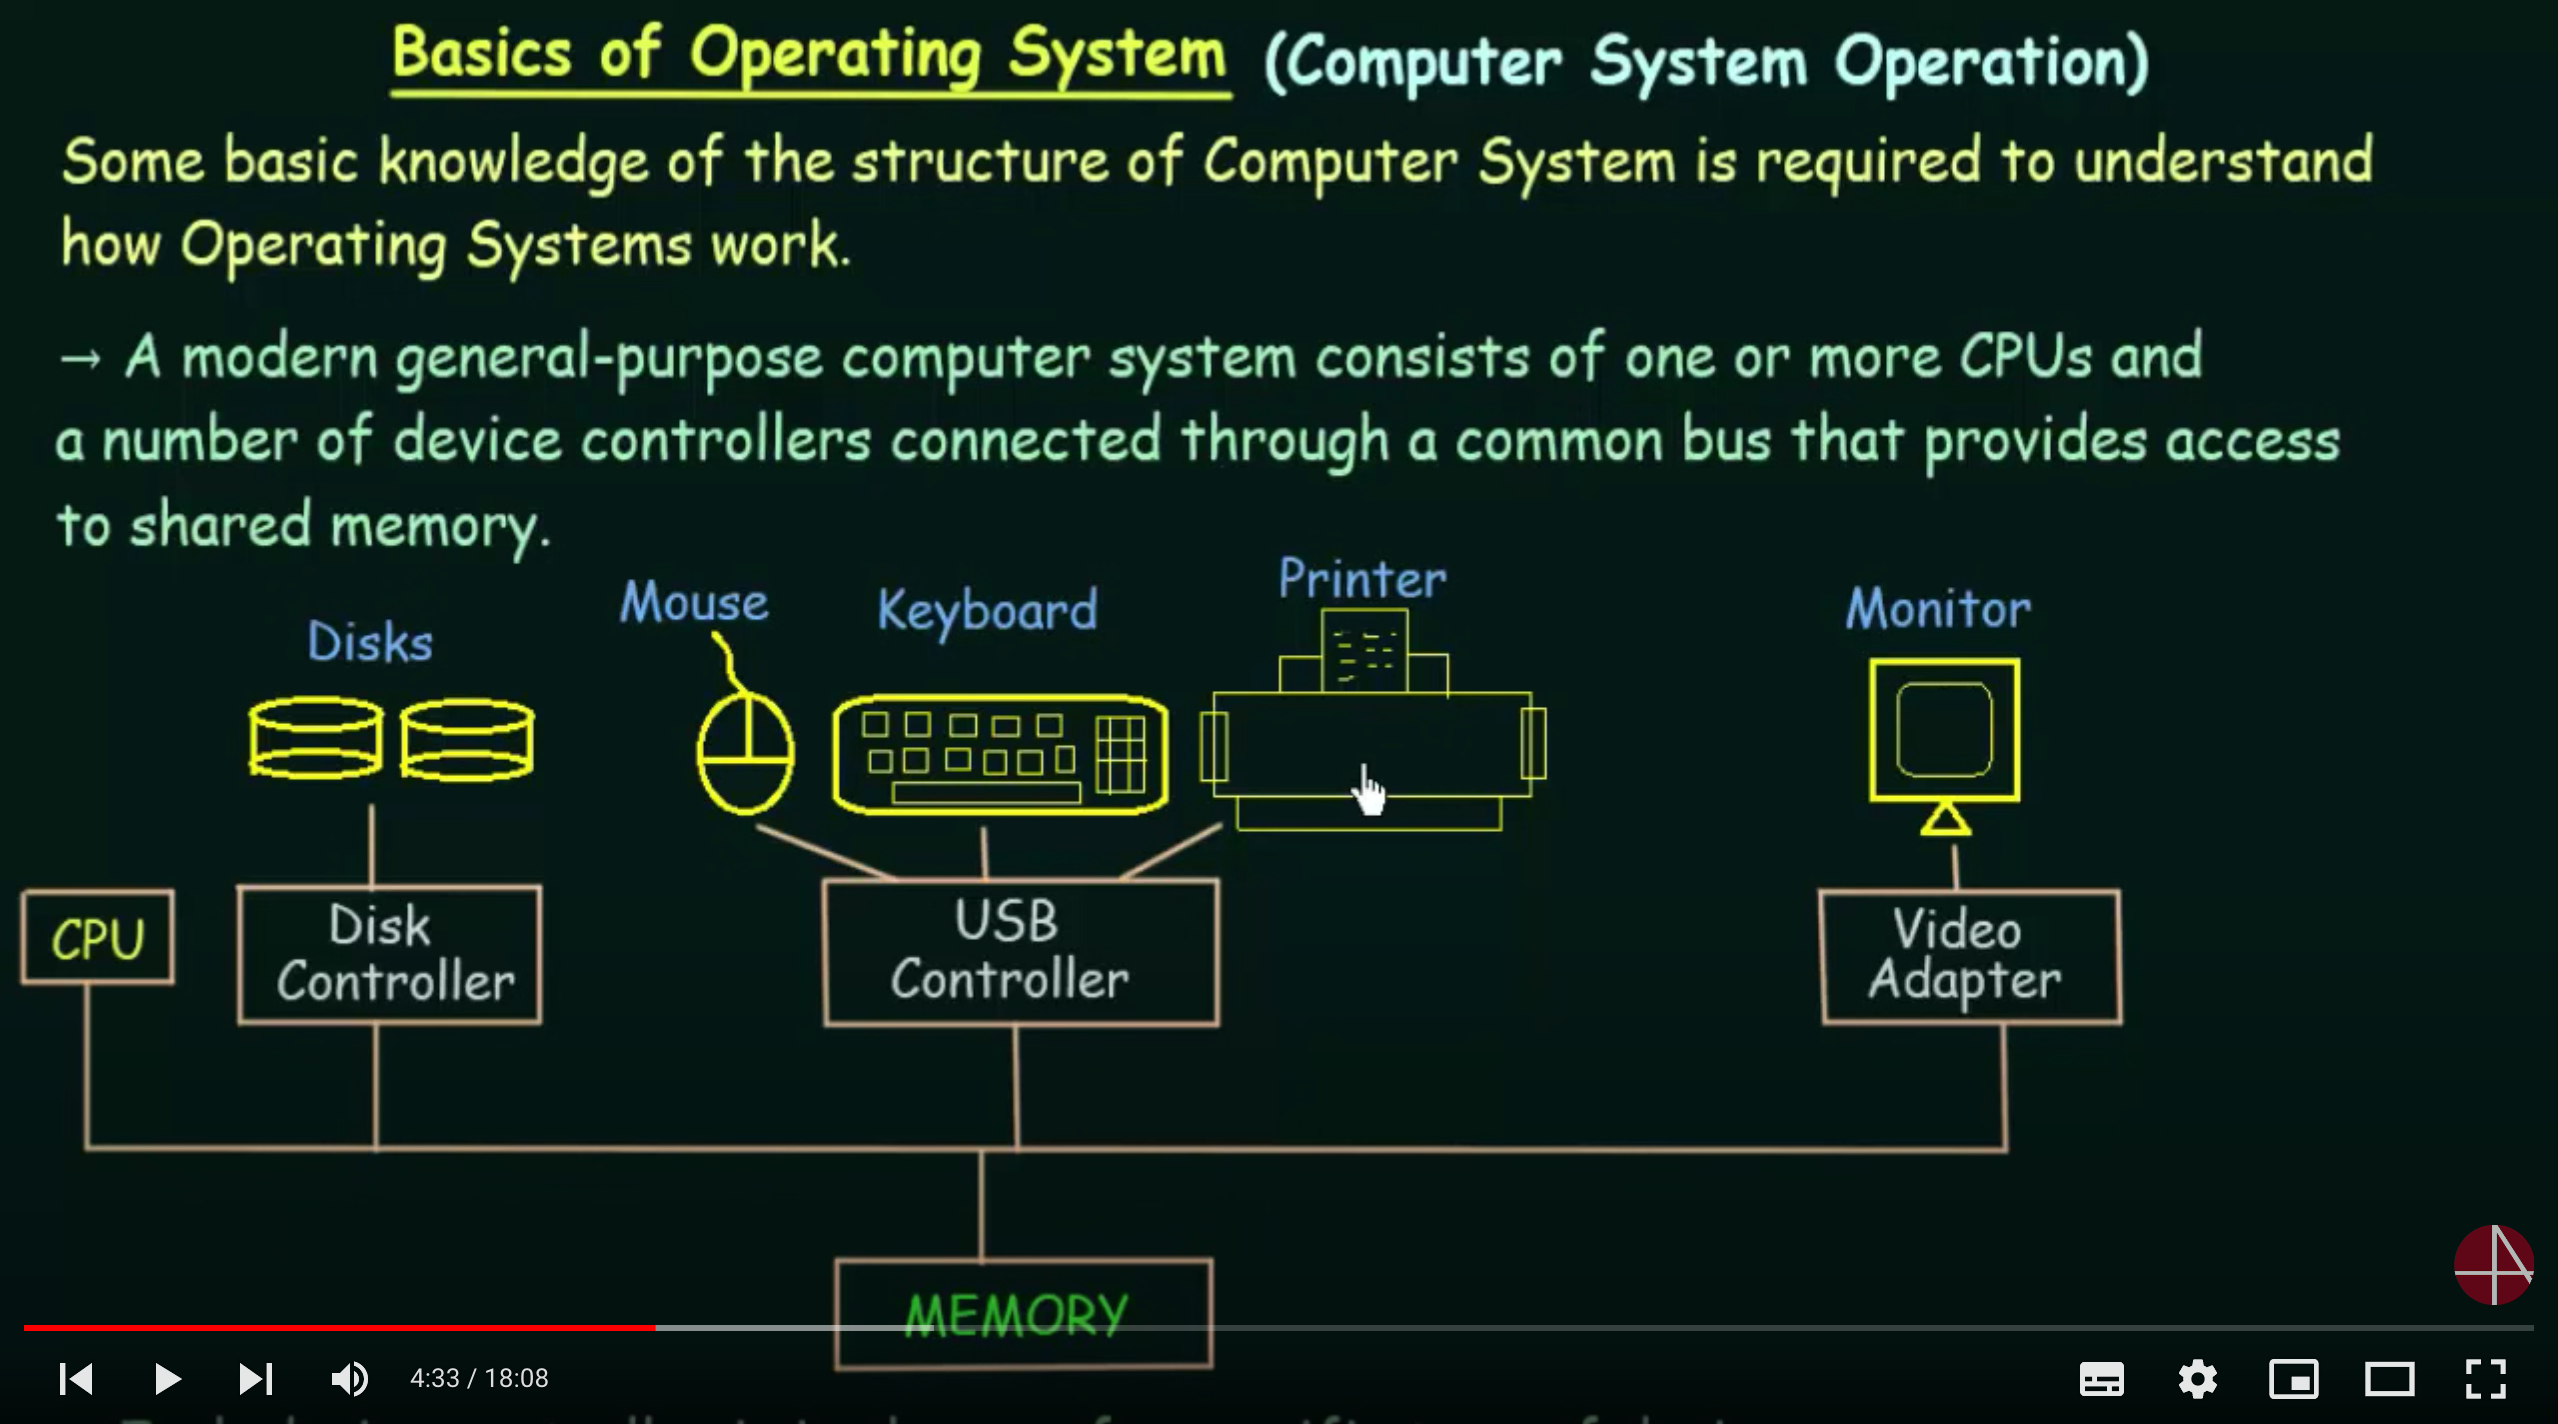 Basics of Operating System (Computer System Operation)
Some basic knowledge of the structure of Computer System is required to understand
how Operating Systems work.
→ A modern general-purpose computer system consists of one or more CPUs and
a number of device controllers connected through a common bus that provides access
to shared memory.
Disks
Mouse
Keyboard
Printer
Monitor
CPU
Disk
Controller
USB
Controller
Video
Adapter
MEMORY
4:33 / 18:08